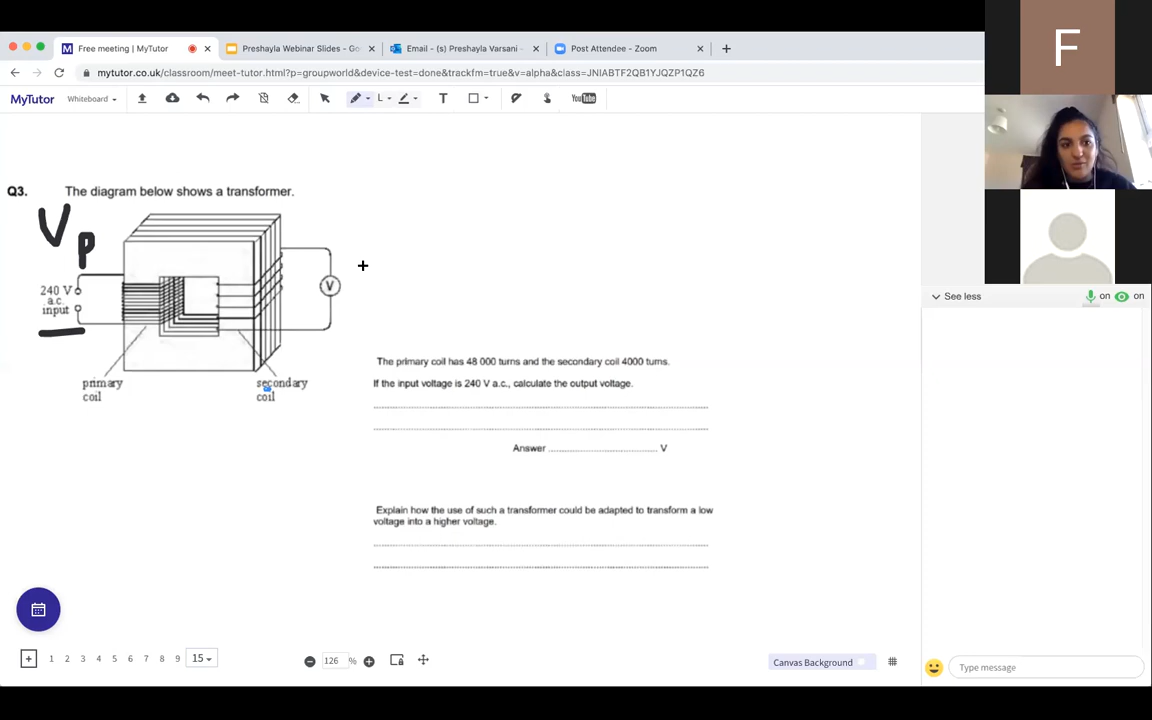 F
Free meeting | MyTutor
Preshayla Webinar Slides - Go
Email - (s) Preshayla Varsani -
Post Attendee - Zoom
mytutor.co.uk/classroom/meet-tutor.html?p=groupworld&device-test=done&trackfm=true&v=alpha&class=JNIABTF2QB1YJQZP1QZ6
MyTutor
Whiteboard
L
T
YouTube
Q3. The diagram below shows a transformer.
Vp
240 V
a.c.
input
V
primary
coil
secondary
coil
The primary coil has 48 000 turns and the secondary coil 4000 turns.
If the input voltage is 240 V a.c., calculate the output voltage.
Answer ........................................ V
Explain how the use of such a transformer could be adapted to transform a low
voltage into a higher voltage.
See less
on
on
1 2 3 4 5 6 7 8 9 15
126 %
Canvas Background
Type message